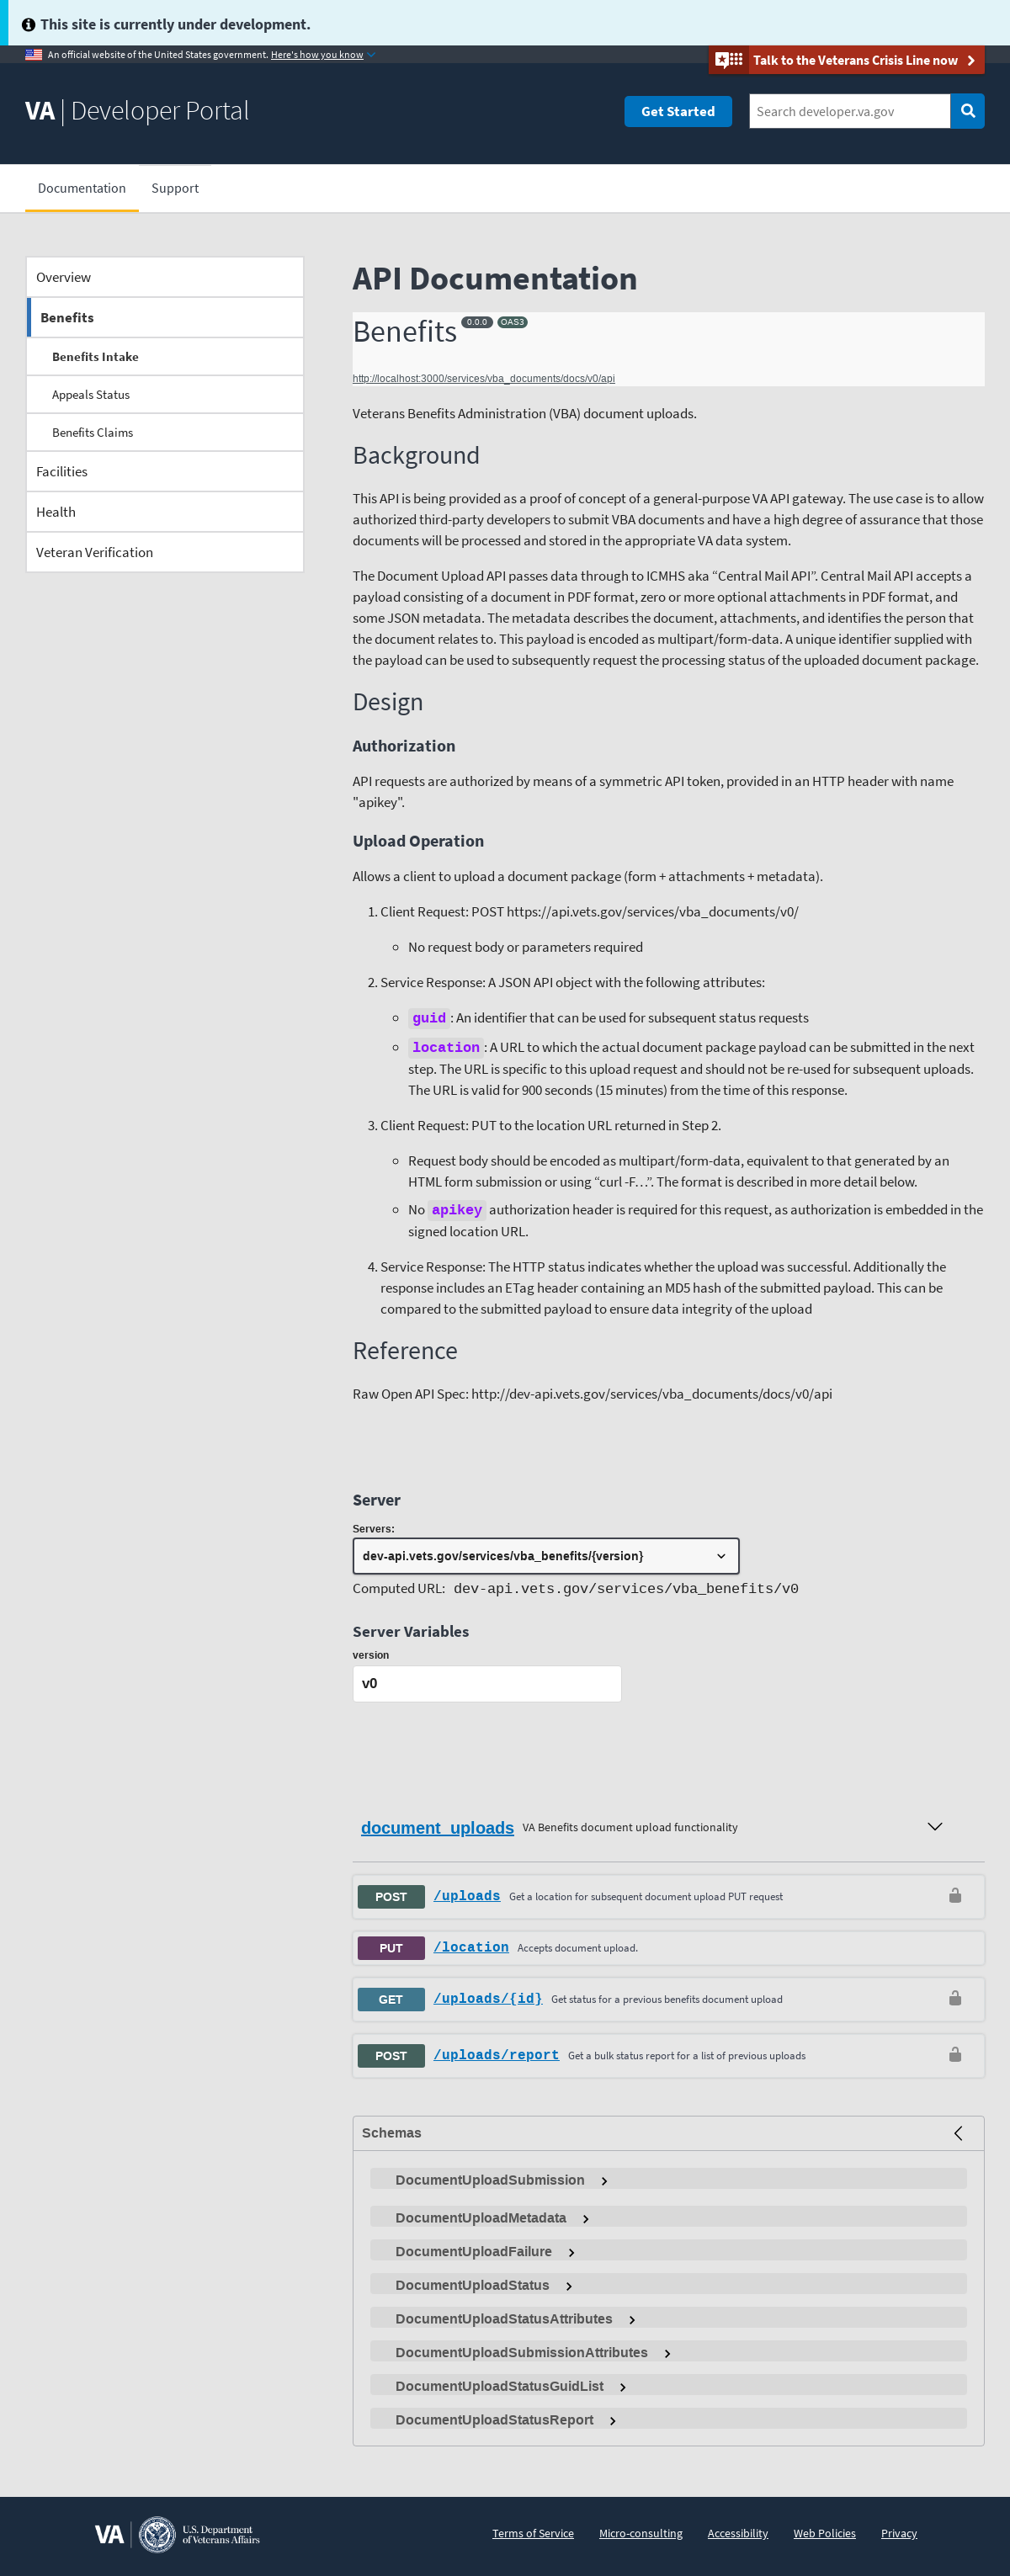 This site is currently under development.
An official website of the United States government. Here's how you know
Talk to the Veterans Crisis Line now
VA | Developer Portal
Get Started
Search developer.va.gov
Documentation
Support
Overview
Benefits
Benefits Intake
Appeals Status
Benefits Claims
Facilities
Health
Veteran Verification
API Documentation
Benefits 0.0.0 OAS3
http://localhost:3000/services/vba_documents/docs/v0/api
Veterans Benefits Administration (VBA) document uploads.
Background
This API is being provided as a proof of concept of a general-purpose VA API gateway. The use case is to allow
authorized third-party developers to submit VBA documents and have a high degree of assurance that those
documents will be processed and stored in the appropriate VA data system.
The Document Upload API passes data through to ICMHS aka “Central Mail API”. Central Mail API accepts a
payload consisting of a document in PDF format, zero or more optional attachments in PDF format, and
some JSON metadata. The metadata describes the document, attachments, and identifies the person that
the document relates to. This payload is encoded as multipart/form-data. A unique identifier supplied with
the payload can be used to subsequently request the processing status of the uploaded document package.
Design
Authorization
API requests are authorized by means of a symmetric API token, provided in an HTTP header with name
"apikey".
Upload Operation
Allows a client to upload a document package (form + attachments + metadata).
1. Client Request: POST https://api.vets.gov/services/vba_documents/v0/
No request body or parameters required
2. Service Response: A JSON API object with the following attributes:
guid: An identifier that can be used for subsequent status requests
location: A URL to which the actual document package payload can be submitted in the next
step. The URL is specific to this upload request and should not be re-used for subsequent uploads.
The URL is valid for 900 seconds (15 minutes) from the time of this response.
3. Client Request: PUT to the location URL returned in Step 2.
Request body should be encoded as multipart/form-data, equivalent to that generated by an
HTML form submission or using “curl -F…”. The format is described in more detail below.
No apikey authorization header is required for this request, as authorization is embedded in the
signed location URL.
4. Service Response: The HTTP status indicates whether the upload was successful. Additionally the
response includes an ETag header containing an MD5 hash of the submitted payload. This can be
compared to the submitted payload to ensure data integrity of the upload
Reference
Raw Open API Spec: http://dev-api.vets.gov/services/vba_documents/docs/v0/api
Server
Servers:
dev-api.vets.gov/services/vba_benefits/{version}
Computed URL: dev-api.vets.gov/services/vba_benefits/v0
Server Variables
version
v0
document_uploads VA Benefits document upload functionality
POST /uploads Get a location for subsequent document upload PUT request
PUT /location Accepts document upload.
GET /uploads/{id} Get status for a previous benefits document upload
POST /uploads/report Get a bulk status report for a list of previous uploads
Schemas
DocumentUploadSubmission
DocumentUploadMetadata
DocumentUploadFailure
DocumentUploadStatus
DocumentUploadStatusAttributes
DocumentUploadSubmissionAttributes
DocumentUploadStatusGuidList
DocumentUploadStatusReport
VA | U.S. Department
of Veterans Affairs
Terms of Service
Micro-consulting
Accessibility
Web Policies
Privacy